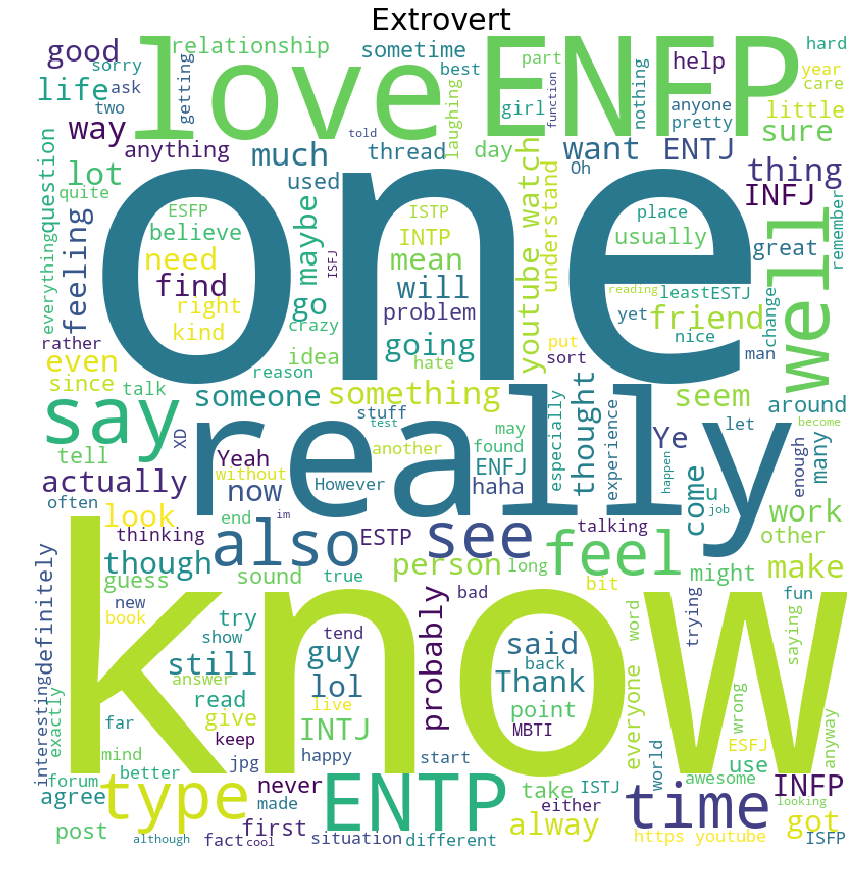 Extrovert
love
ENFP
good
relationship
sometime
hard
sorry
best
part
help
year
life
ask
getting
care
two
girl
function
nothing
anyone
little
way
told
laughing
pretty
sure
anything
much
thread
day
want
ENTJ
thing
lot
used
Oh
INFJ
question
quite
one
ESFP
ISTP
place
believe
maybe
INTP
youtube watch
understand
usually
great
well
remember
everything
feeling
need
ISFJ
mean
find
will
reading
least
ESTJ
change
right
go
problem
yet
friend
kind
crazy
nice
rather
going
put
man
even
idea
hate
sort
since
talk
reason
someone
something
seem
around
say
really
stuff
test
thought
may
especially
experience
let
become
tell
XD
Yeah
another
found
Ye
many
actually
without
However
ENFJ
haha
happen
come
enough
often
now
u
look
end
im
job
work
thinking
also
ESTP
see
talking
other
though
feel
guess
sound
true
person
long
might
make
definitely
know
new
try
bad
bit
fun
book
show
tend
probably
said
word
trying
saying
still
guy
back
everyone
answer
lol
Thank
interesting
exactly
read
live
point
wrong
far
give
INTJ
MBTI
anyway
keep
ESFJ
mind
jpg
happy
start
world
use
forum
better
never
type
ENTP
take
ISTJ
awesome
INFP
agree
made
either
time
looking
post
first
alway
got
although
fact
cool
situation
different
https youtube
ISFP